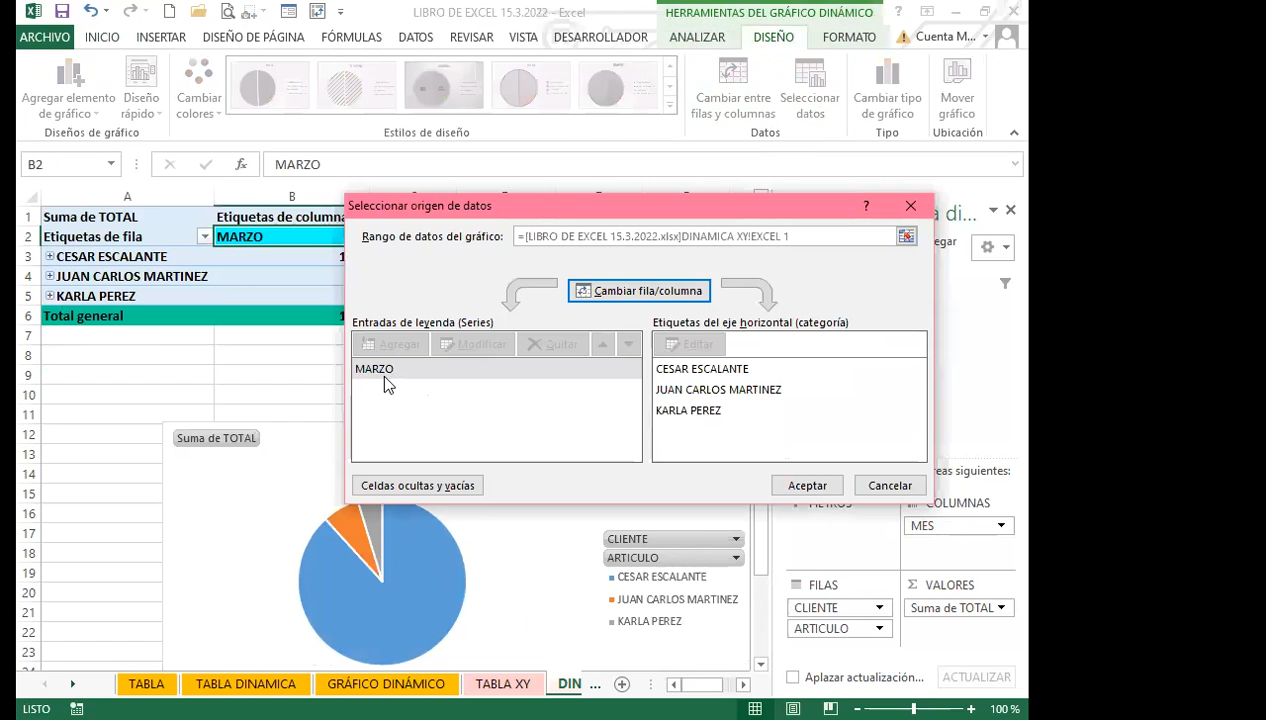 LIBRO DE EXCEL 15.3.2022 - Excel
HERRAMIENTAS DEL GRÁFICO DINÁMICO
ARCHIVO INICIO INSERTAR DISEÑO DE PÁGINA FÓRMULAS DATOS REVISAR VISTA DESARROLLADOR ANALIZAR DISEÑO FORMATO Cuenta M...
Agregar elemento de gráfico
Diseño rápido
Cambiar colores
Cambiar entre filas y columnas
Seleccionar datos
Cambiar tipo de gráfico
Mover gráfico
Diseños de gráfico Estilos de diseño Datos Tipo Ubicación
B2 fx MARZO
A B
1 Suma de TOTAL Etiquetas de column
2 Etiquetas de fila MARZO
3 CESAR ESCALANTE 1
4 JUAN CARLOS MARTINEZ
5 KARLA PEREZ
6 Total general 1
7
8
9
10
11
12
13
14
15
16
17
18
19
20
21
22
23
Seleccionar origen de datos ?
Rango de datos del gráfico: =[LIBRO DE EXCEL 15.3.2022.xlsx]DINAMICA XY!EXCEL 1
Cambiar fila/columna
Entradas de leyenda (Series)
Agregar Modificar Quitar
MARZO
Etiquetas del eje horizontal (categoría)
Editar
CESAR ESCALANTE
JUAN CARLOS MARTINEZ
KARLA PEREZ
Celdas ocultas y vacías Aceptar Cancelar
Suma de TOTAL
CLIENTE
ARTICULO
CESAR ESCALANTE
JUAN CARLOS MARTINEZ
KARLA PEREZ
a di...
egar
eas siguientes:
COLUMNAS
MES
FILAS
CLIENTE
ARTICULO
Σ VALORES
Suma de TOTAL
Aplazar actualización... ACTUALIZAR
TABLA TABLA DINAMICA GRÁFICO DINÁMICO TABLA XY DIN ...
LISTO 100 %